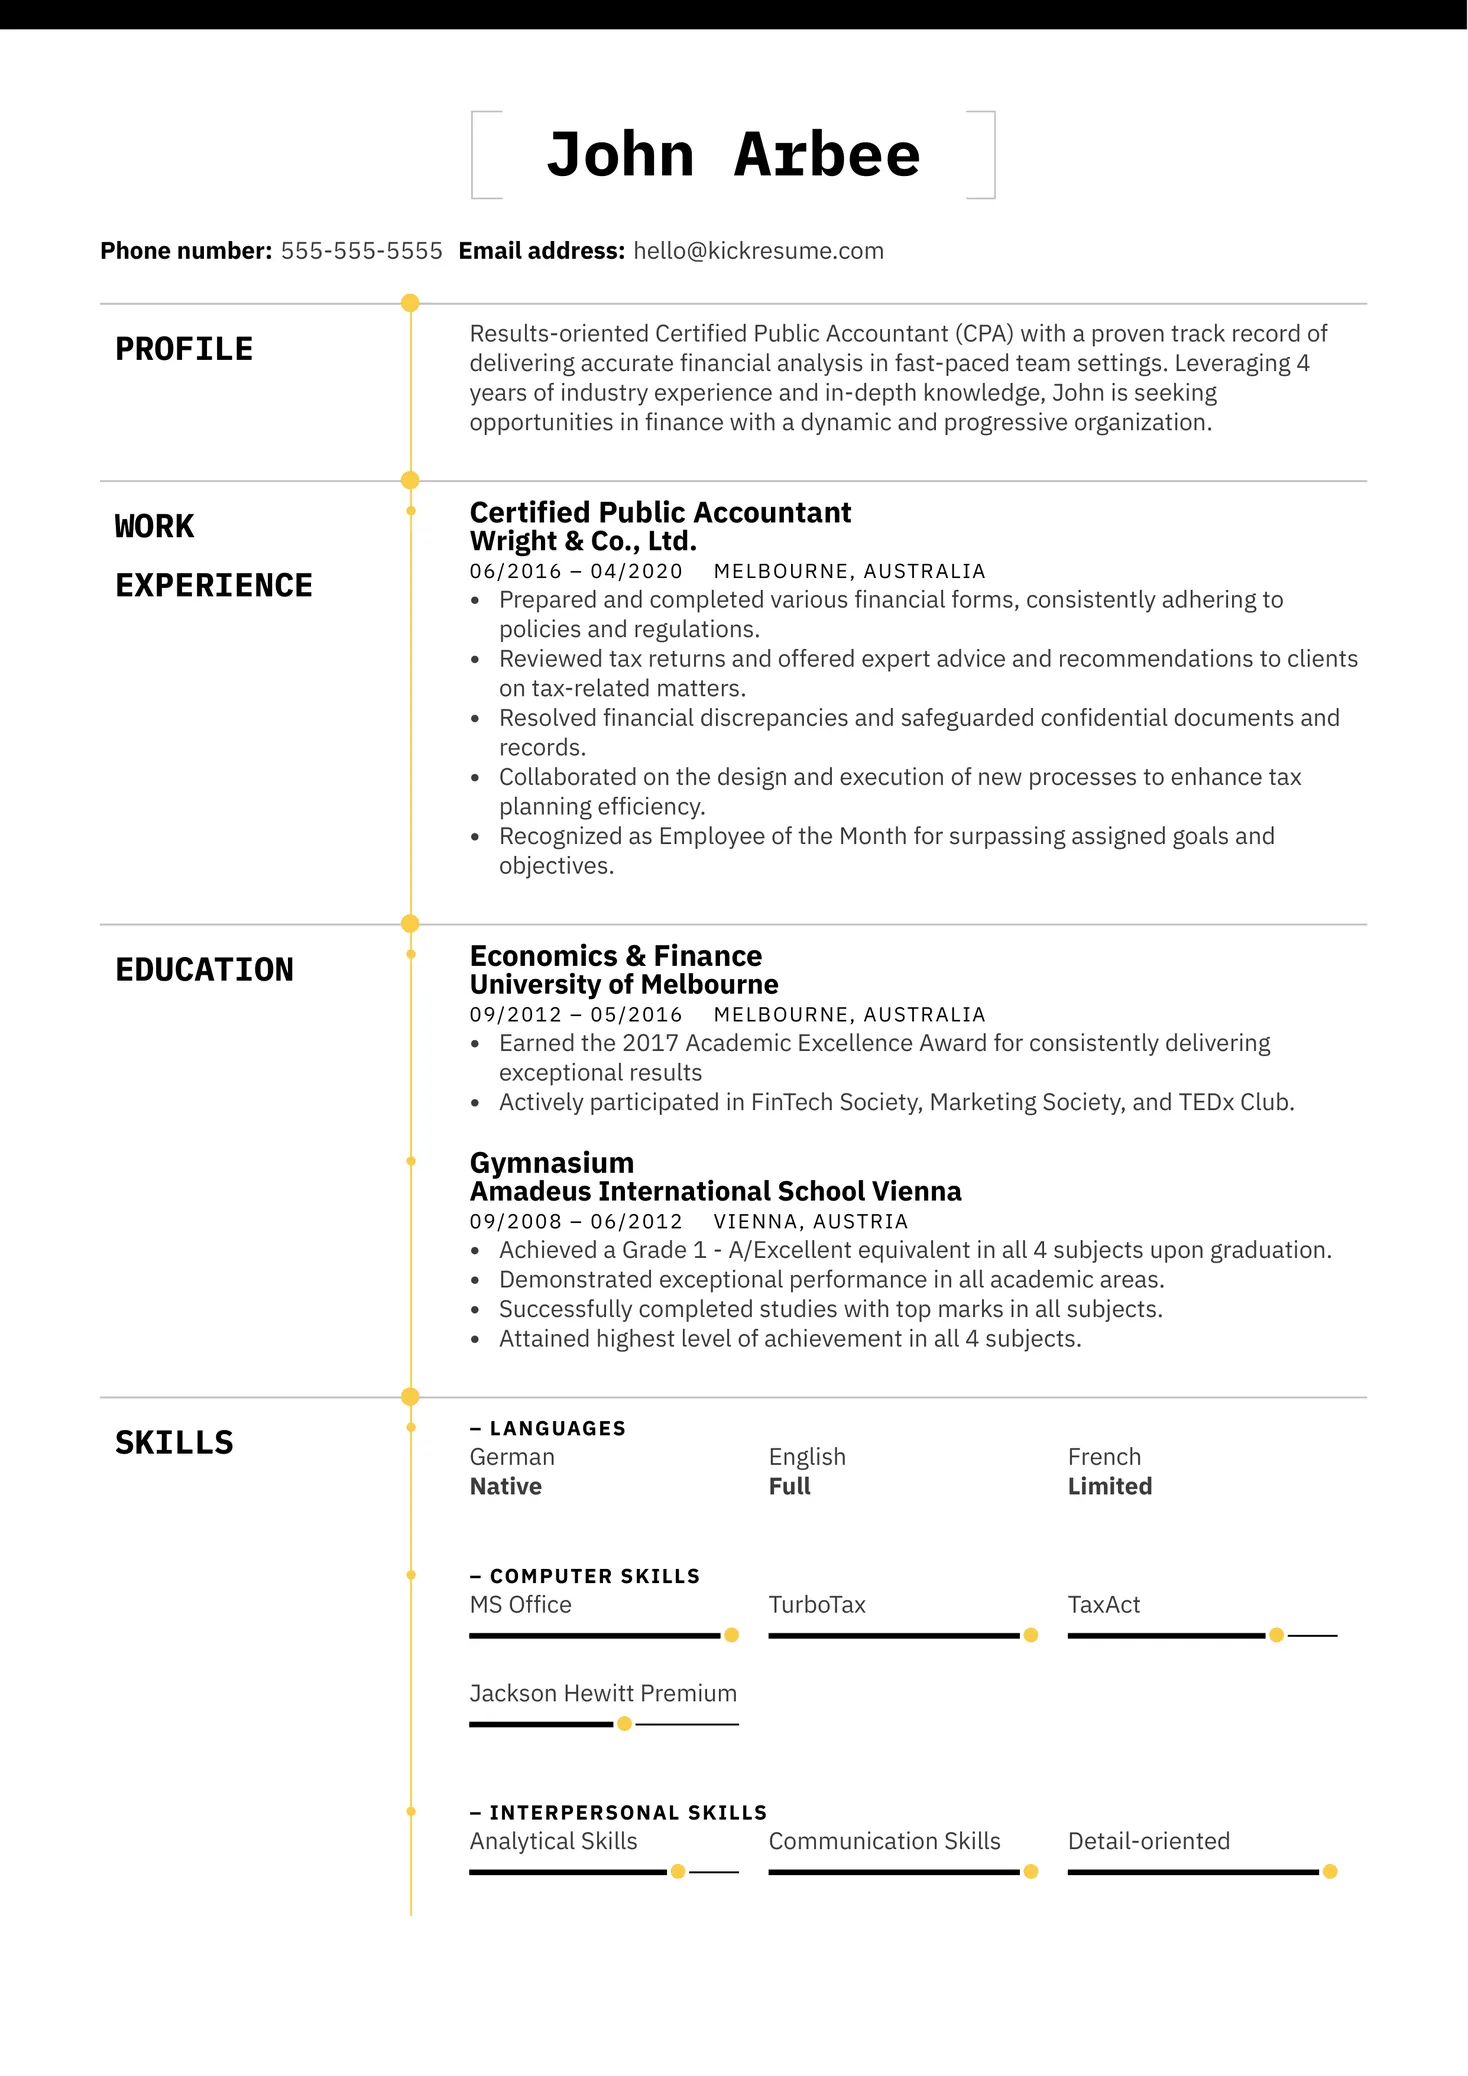 John Arbee
Phone number: 555-555-5555 Email address: hello@kickresume.com
PROFILE
Results-oriented Certified Public Accountant (CPA) with a proven track record of
delivering accurate financial analysis in fast-paced team settings. Leveraging 4
years of industry experience and in-depth knowledge, John is seeking
opportunities in finance with a dynamic and progressive organization.
WORK
EXPERIENCE
Certified Public Accountant
Wright & Co., Ltd.
06/2016 – 04/2020 MELBOURNE, AUSTRALIA
• Prepared and completed various financial forms, consistently adhering to
policies and regulations.
• Reviewed tax returns and offered expert advice and recommendations to clients
on tax-related matters.
• Resolved financial discrepancies and safeguarded confidential documents and
records.
• Collaborated on the design and execution of new processes to enhance tax
planning efficiency.
• Recognized as Employee of the Month for surpassing assigned goals and
objectives.
EDUCATION
Economics & Finance
University of Melbourne
09/2012 – 05/2016 MELBOURNE, AUSTRALIA
• Earned the 2017 Academic Excellence Award for consistently delivering
exceptional results
• Actively participated in FinTech Society, Marketing Society, and TEDx Club.
Gymnasium
Amadeus International School Vienna
09/2008 – 06/2012 VIENNA, AUSTRIA
• Achieved a Grade 1 - A/Excellent equivalent in all 4 subjects upon graduation.
• Demonstrated exceptional performance in all academic areas.
• Successfully completed studies with top marks in all subjects.
• Attained highest level of achievement in all 4 subjects.
SKILLS
– LANGUAGES
German English French
Native Full Limited
– COMPUTER SKILLS
MS Office TurboTax TaxAct
Jackson Hewitt Premium
– INTERPERSONAL SKILLS
Analytical Skills Communication Skills Detail-oriented